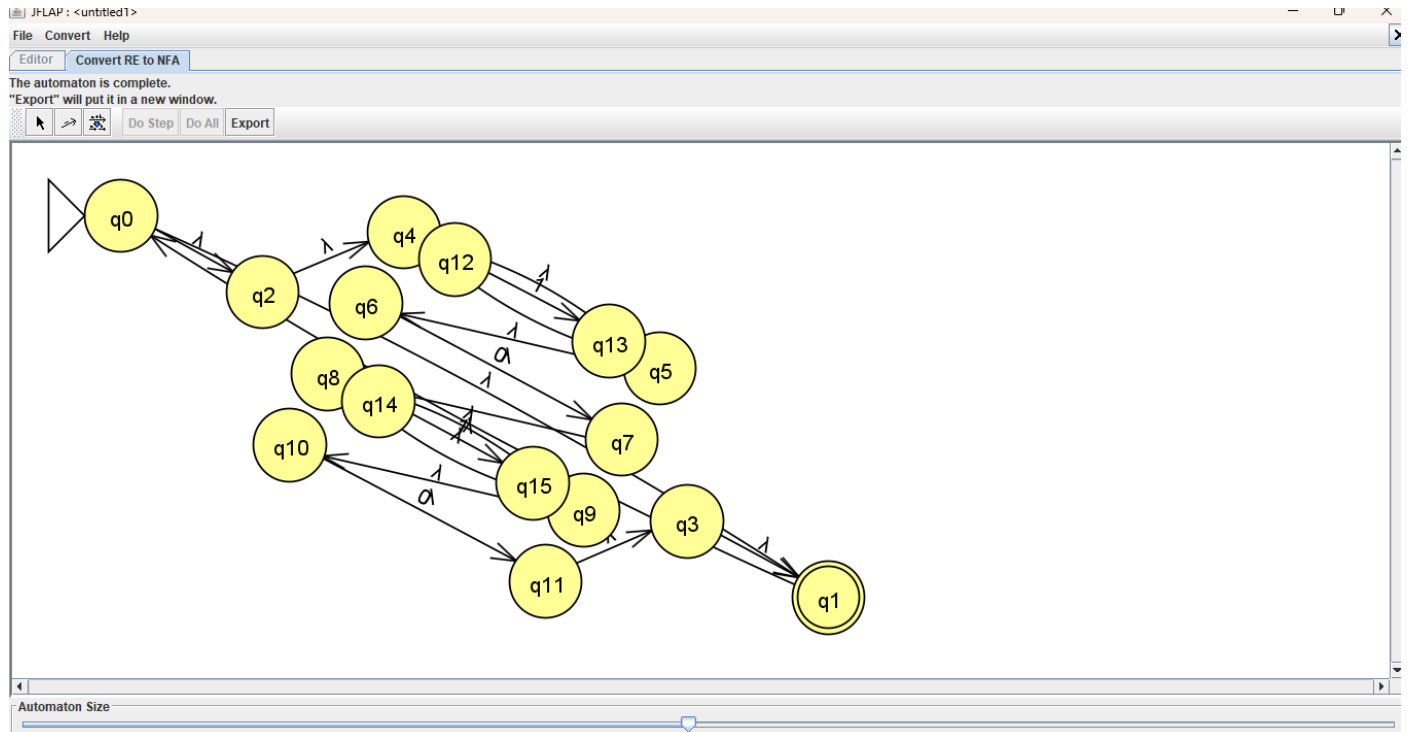 JFLAP : <untitled1>
File Convert Help
Editor Convert RE to NFA
The automaton is complete.
"Export" will put it in a new window.
Do Step Do All Export
q0
q4
q12
q2
q6
q13
q5
q8
q14
q7
q10
q15
q9
q3
q11
q1
λ
λ
λ
λ
a
λ
λ
a
λ
Automaton Size